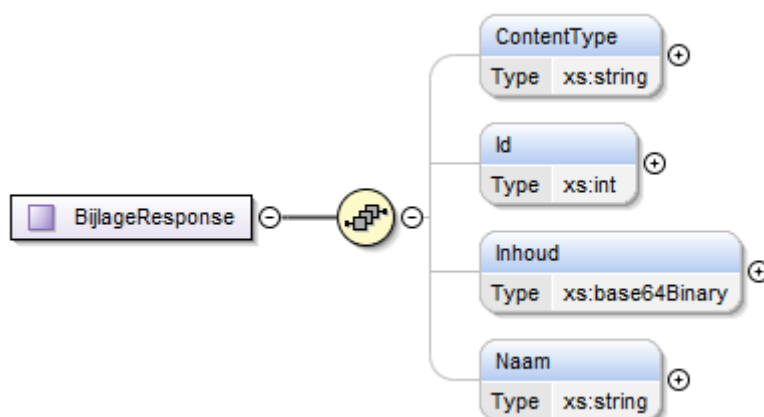 ContentType
Type xs:string
Id
Type xs:int
BijlageResponse
Inhoud
Type xs:base64Binary
Naam
Type xs:string